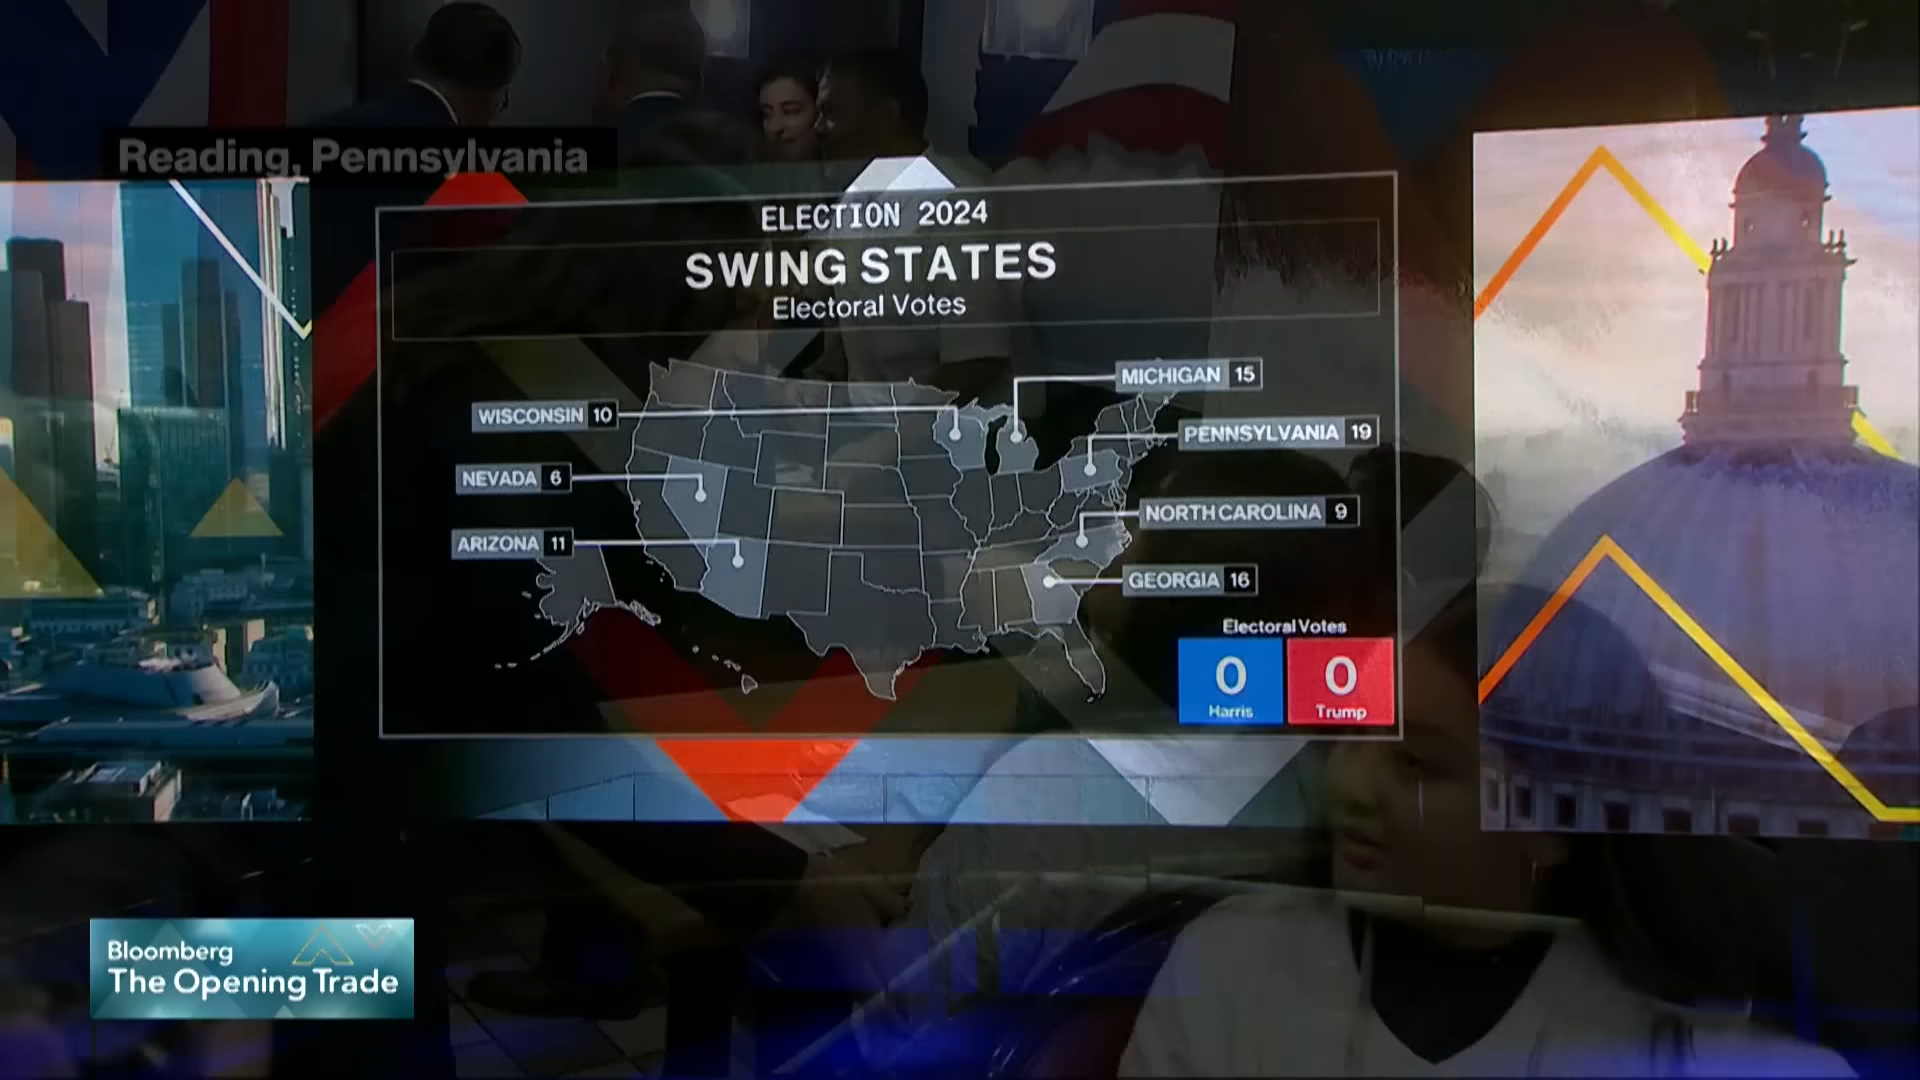 Reading, Pennsylvania
ELECTION 2024
SWING STATES
Electoral Votes
MICHIGAN 15
WISCONSIN 10
PENNSYLVANIA 19
NEVADA 6
NORTH CAROLINA 9
ARIZONA 11
GEORGIA 16
Electoral Votes
0 0
Harris Trump
Bloomberg
The Opening Trade